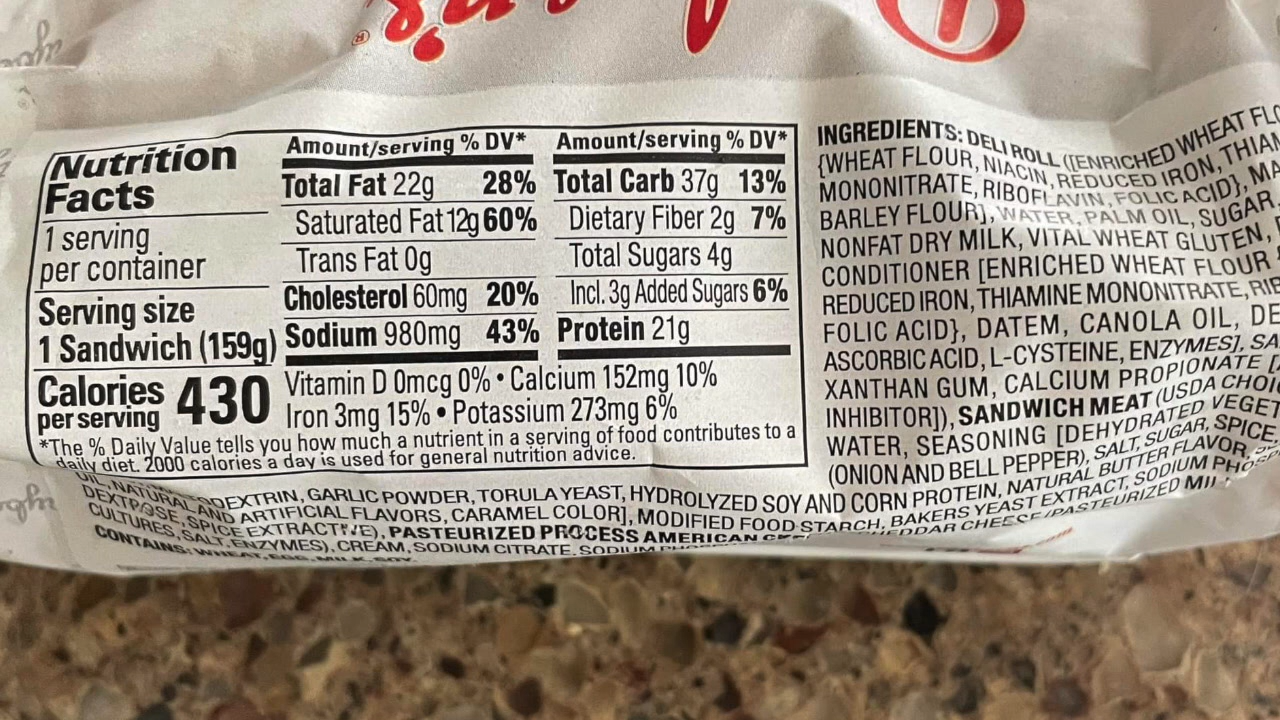 Nutrition
Facts
1 serving
per container
Serving size
1 Sandwich (159g)
Calories
per serving 430
Amount/serving % DV*
Total Fat 22g 28%
Saturated Fat 12g 60%
Trans Fat 0g
Cholesterol 60mg 20%
Sodium 980mg 43%
Amount/serving % DV*
Total Carb 37g 13%
Dietary Fiber 2g 7%
Total Sugars 4g
Incl. 3g Added Sugars 6%
Protein 21g
Vitamin D 0mcg 0% • Calcium 152mg 10%
Iron 3mg 15% • Potassium 273mg 6%
*The % Daily Value tells you how much a nutrient in a serving of food contributes to a
daily diet. 2000 calories a day is used for general nutrition advice.
INGREDIENTS: DELI ROLL ([ENRICHED WHEAT
{WHEAT FLOUR, NIACIN, REDUCED IRON,
MONONITRATE, RIBOFLAVIN, FOLIC ACID},
BARLEY FLOUR], WATER, PALM OIL, SUGAR,
NONFAT DRY MILK, VITAL WHEAT GLUTEN,
CONDITIONER [ENRICHED WHEAT FLOUR
REDUCED IRON, THIAMINE MONONITRATE,
FOLIC ACID}, DATEM, CANOLA OIL,
ASCORBIC ACID, L-CYSTEINE, ENZYMES],
XANTHAN GUM, CALCIUM PROPIONATE
INHIBITOR]), SANDWICH MEAT (USDA
WATER, SEASONING [DEHYDRATED
(ONION AND BELL PEPPER), SALT, SUGAR, SPICE,
OIL, NATURAL DEXTRIN, GARLIC POWDER, TORULA YEAST, HYDROLYZED SOY AND CORN PROTEIN, NATURAL BUTTER FLAVOR,
DEXTROSE, AND ARTIFICIAL FLAVORS, CARAMEL COLOR], MODIFIED FOOD STARCH, BAKERS YEAST EXTRACT, SODIUM
CULTURES, SPICE EXTRACTIVE), PASTEURIZED PROCESS AMERICAN CHEDDAR CHEESE (PASTEURIZED
SALT, ENZYMES), CREAM, SODIUM CITRATE, SODIUM
CONTAINS: WHEAT, EGG, MILK, SOY.